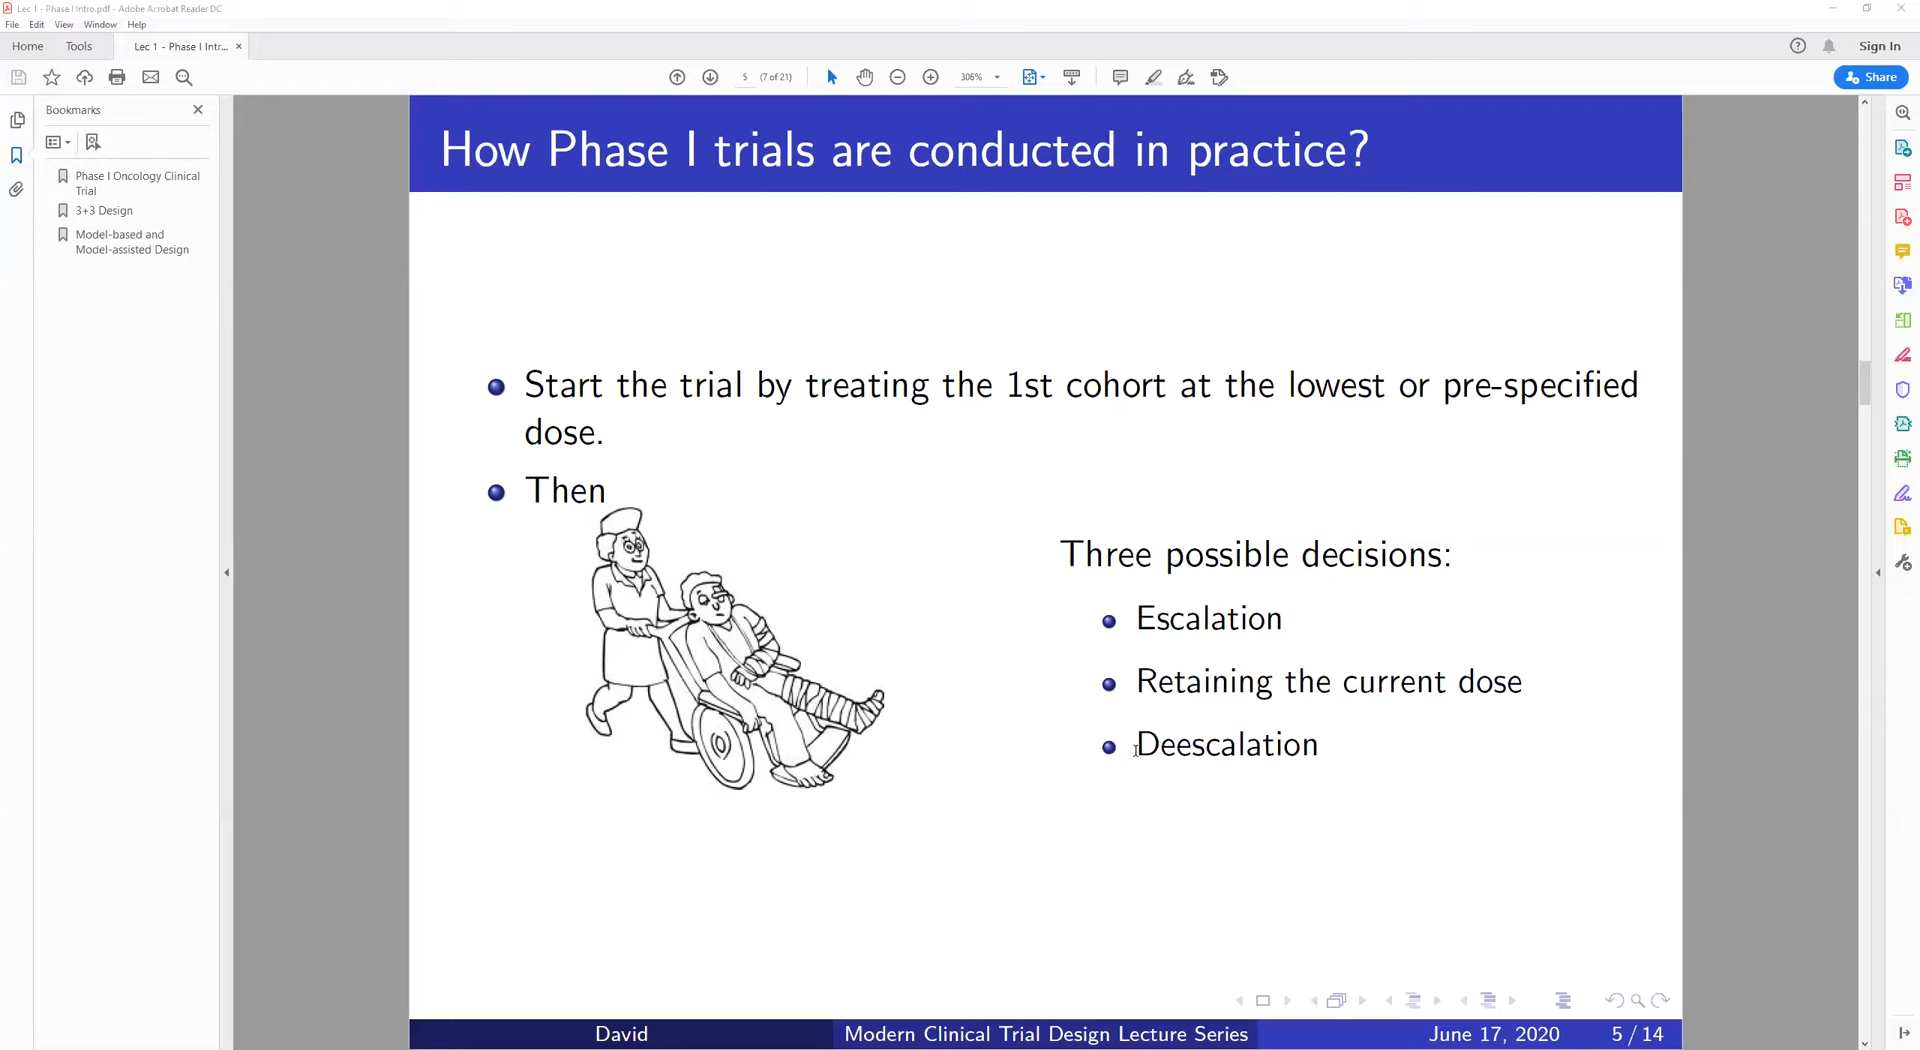 Lec 1 - Phase I Intro.pdf - Adobe Acrobat Reader DC
File Edit View Window Help
Home Tools Lec 1 - Phase I Intr... × Sign In
5 (7 of 21) 306% Share
Bookmarks
Phase I Oncology Clinical
Trial
3+3 Design
Model-based and
Model-assisted Design
How Phase I trials are conducted in practice?
Start the trial by treating the 1st cohort at the lowest or pre-specified
dose.
Then
Three possible decisions:
Escalation
Retaining the current dose
Deescalation
David Modern Clinical Trial Design Lecture Series June 17, 2020 5 / 14